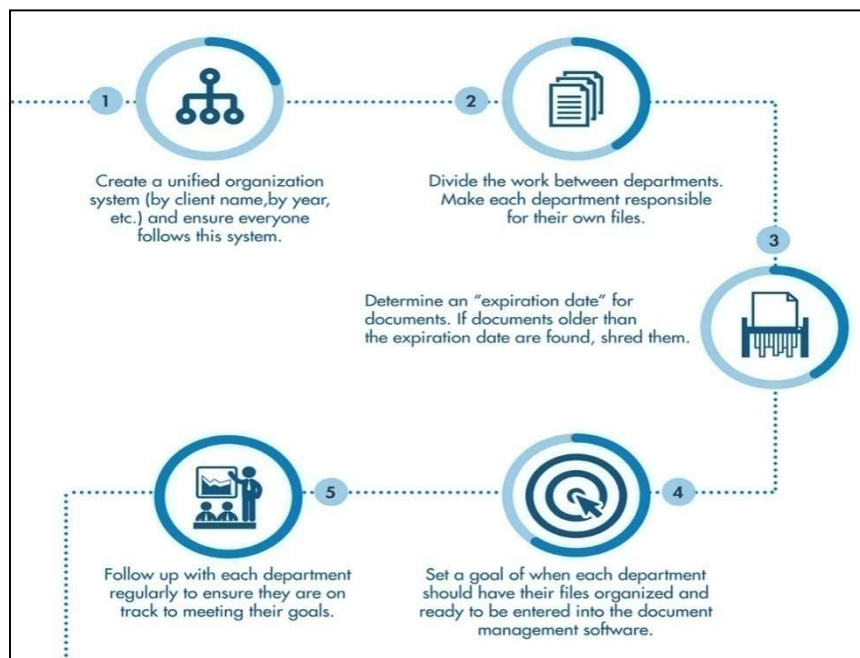 1
Create a unified organization
system (by client name,by year,
etc.) and ensure everyone
follows this system.
2
Divide the work between departments.
Make each department responsible
for their own files.
3
Determine an “expiration date” for
documents. If documents older than
the expiration date are found, shred them.
4
Set a goal of when each department
should have their files organized and
ready to be entered into the document
management software.
5
Follow up with each department
regularly to ensure they are on
track to meeting their goals.